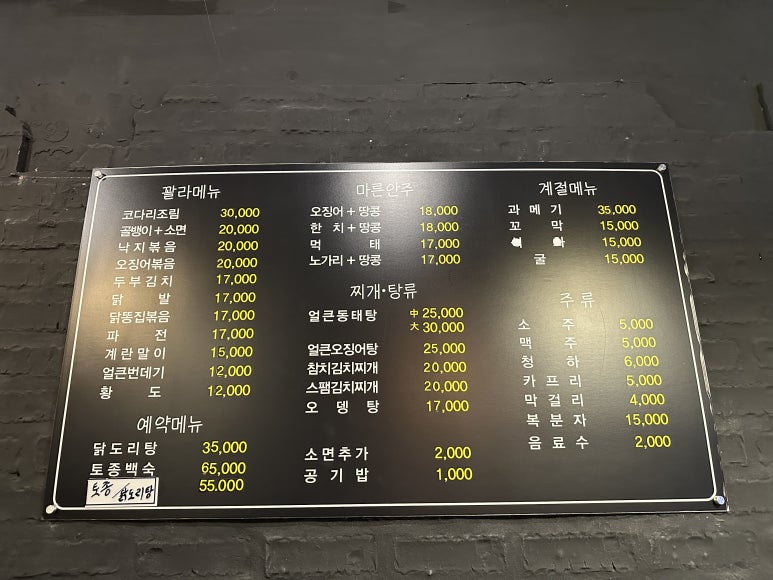 꽐라메뉴
코다리조림 30,000
골뱅이+소면 20,000
낙지볶음 20,000
오징어볶음 20,000
두부김치 17,000
닭 발 17,000
닭똥집볶음 17,000
파 전 17,000
계란말이 15,000
얼큰번데기 12,000
황 도 12,000
예약메뉴
닭도리탕 35,000
토종백숙 65,000
토종 닭도리탕 55.000
마른안주
오징어+땅콩 18,000
한 치+땅콩 18,000
먹 태 17,000
노가리+땅콩 17,000
찌개·탕류
얼큰동태탕 中 25,000
大 30,000
얼큰오징어탕 25,000
참치김치찌개 20,000
스팸김치찌개 20,000
오 뎅 탕 17,000
소면추가 2,000
공 기 밥 1,000
계절메뉴
과 메 기 35,000
꼬 막 15,000
15,000
굴 15,000
주 류
소 주 5,000
맥 주 5,000
청 하 6,000
카 프 리 5,000
막 걸 리 4,000
복 분 자 15,000
음 료 수 2,000